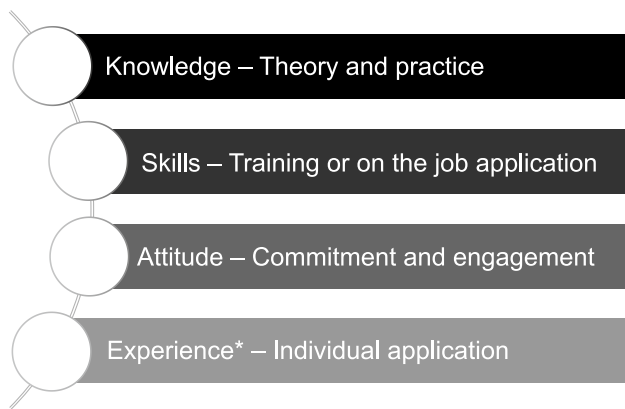 Knowledge – Theory and practice
Skills – Training or on the job application
Attitude – Commitment and engagement
Experience* – Individual application